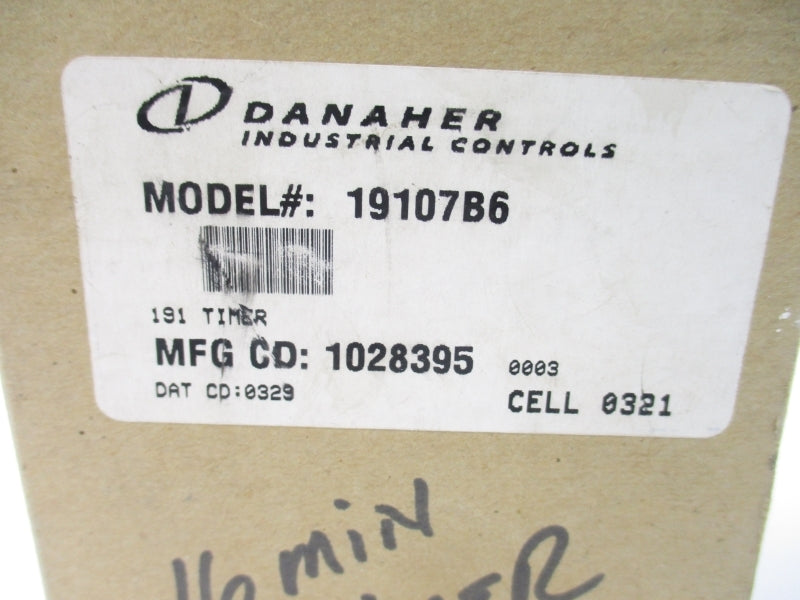 DANAHER
INDUSTRIAL CONTROLS
MODEL#: 19107B6
191 TIMER
MFG CD: 1028395 0003
DAT CD:0329 CELL 0321
16 MIN